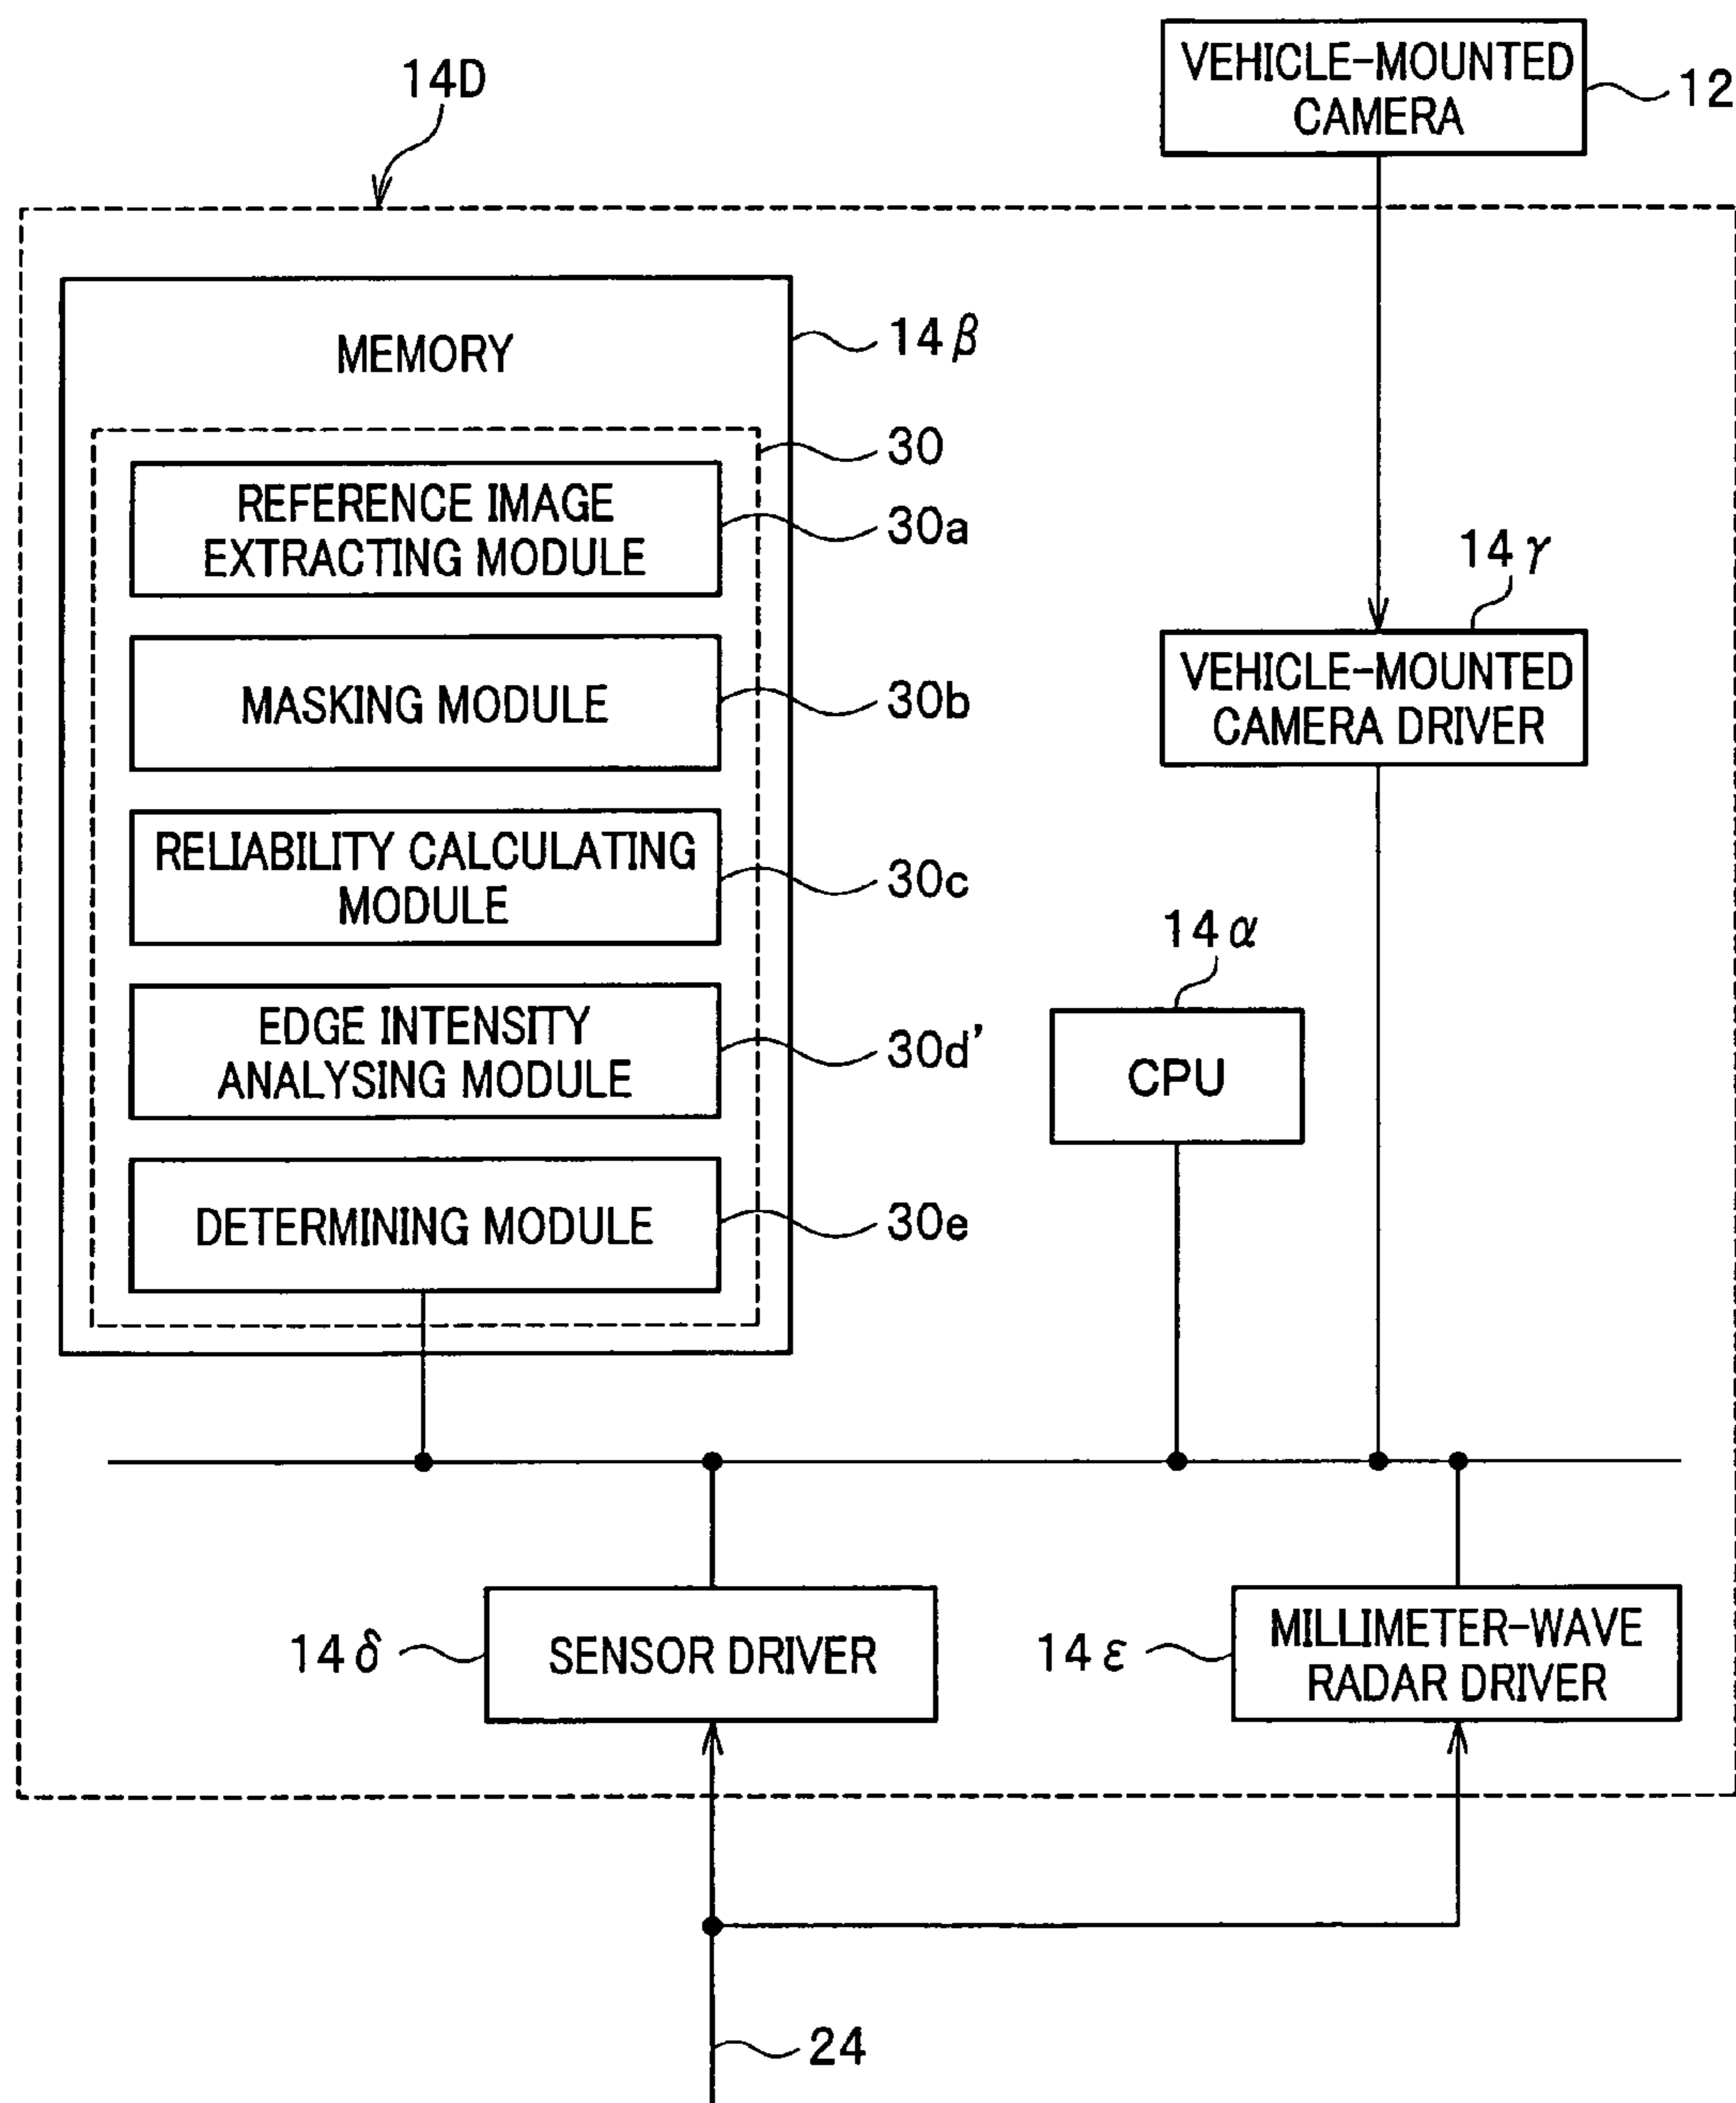 VEHICLE-MOUNTED
CAMERA
12
14D
MEMORY
14β
30
REFERENCE IMAGE
EXTRACTING MODULE
30a
MASKING MODULE
30b
RELIABILITY CALCULATING
MODULE
30c
EDGE INTENSITY
ANALYSING MODULE
30d'
DETERMINING MODULE
30e
14γ
VEHICLE-MOUNTED
CAMERA DRIVER
14α
CPU
14δ
SENSOR DRIVER
14ε
MILLIMETER-WAVE
RADAR DRIVER
24